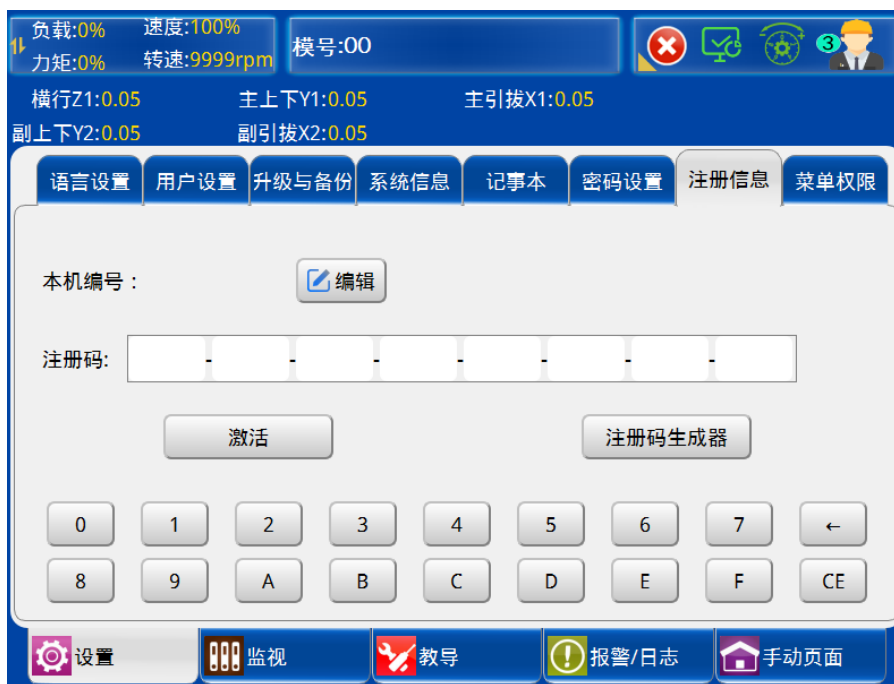 负载:0% 速度:100%
力矩:0% 转速:9999rpm
模号:00
3
横行Z1:0.05 主上下Y1:0.05 主引拔X1:0.05
副上下Y2:0.05 副引拔X2:0.05
语言设置 用户设置 升级与备份 系统信息 记事本 密码设置 注册信息 菜单权限
本机编号： 编辑
注册码: - - - - - - -
激活 注册码生成器
0 1 2 3 4 5 6 7 ←
8 9 A B C D E F CE
设置 监视 教导 报警/日志 手动页面